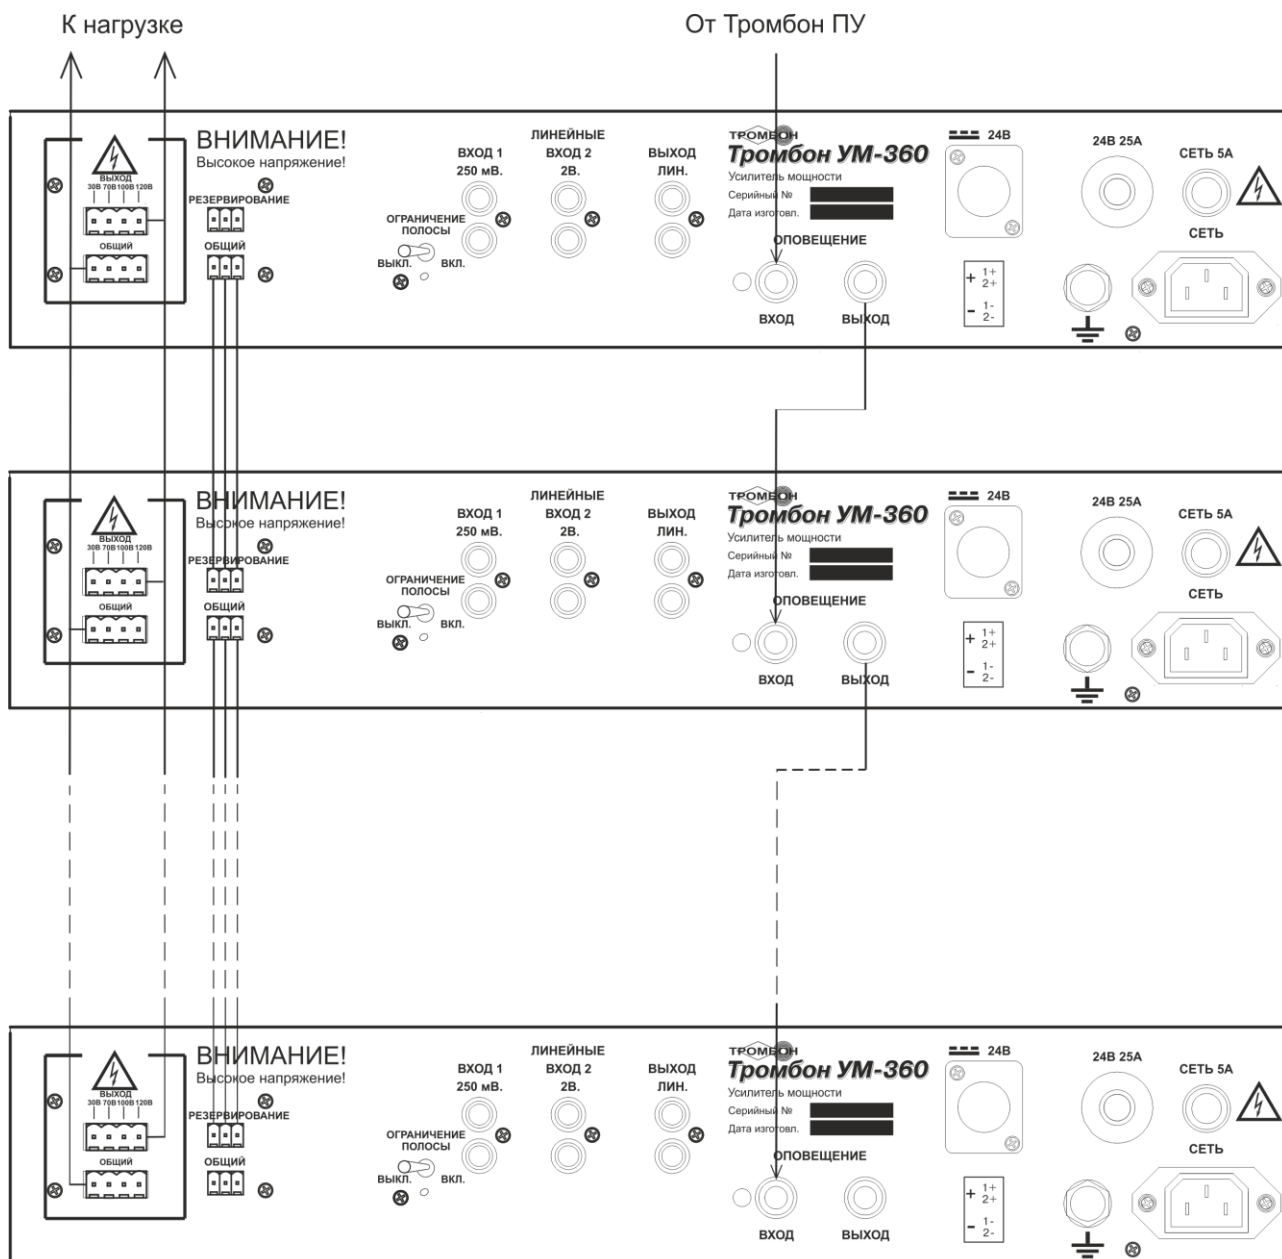 К нагрузке
От Тромбон ПУ
ВНИМАНИЕ!
Высокое напряжение!
ВЫХОД
30В 70В 100В 120В
РЕЗЕРВИРОВАНИЕ
ОБЩИЙ
ОБЩИЙ
ОГРАНИЧЕНИЕ
ПОЛОСЫ
ВЫКЛ.
ВКЛ.
ЛИНЕЙНЫЕ
ВХОД 1
ВХОД 2
ВЫХОД
250 мВ.
2В.
ЛИН.
ТРОМБОН
Тромбон УМ-360
Усилитель мощности
Серийный №
Дата изготовл.
ОПОВЕЩЕНИЕ
ВХОД
ВЫХОД
24В
+ 1+
2+
- 1-
2-
24В 25А
СЕТЬ 5А
СЕТЬ
ВНИМАНИЕ!
Высокое напряжение!
ВЫХОД
30В 70В 100В 120В
РЕЗЕРВИРОВАНИЕ
ОБЩИЙ
ОБЩИЙ
ОГРАНИЧЕНИЕ
ПОЛОСЫ
ВЫКЛ.
ВКЛ.
ЛИНЕЙНЫЕ
ВХОД 1
ВХОД 2
ВЫХОД
250 мВ.
2В.
ЛИН.
ТРОМБОН
Тромбон УМ-360
Усилитель мощности
Серийный №
Дата изготовл.
ОПОВЕЩЕНИЕ
ВХОД
ВЫХОД
24В
+ 1+
2+
- 1-
2-
24В 25А
СЕТЬ 5А
СЕТЬ
ВНИМАНИЕ!
Высокое напряжение!
ВЫХОД
30В 70В 100В 120В
РЕЗЕРВИРОВАНИЕ
ОБЩИЙ
ОБЩИЙ
ОГРАНИЧЕНИЕ
ПОЛОСЫ
ВЫКЛ.
ВКЛ.
ЛИНЕЙНЫЕ
ВХОД 1
ВХОД 2
ВЫХОД
250 мВ.
2В.
ЛИН.
ТРОМБОН
Тромбон УМ-360
Усилитель мощности
Серийный №
Дата изготовл.
ОПОВЕЩЕНИЕ
ВХОД
ВЫХОД
24В
+ 1+
2+
- 1-
2-
24В 25А
СЕТЬ 5А
СЕТЬ